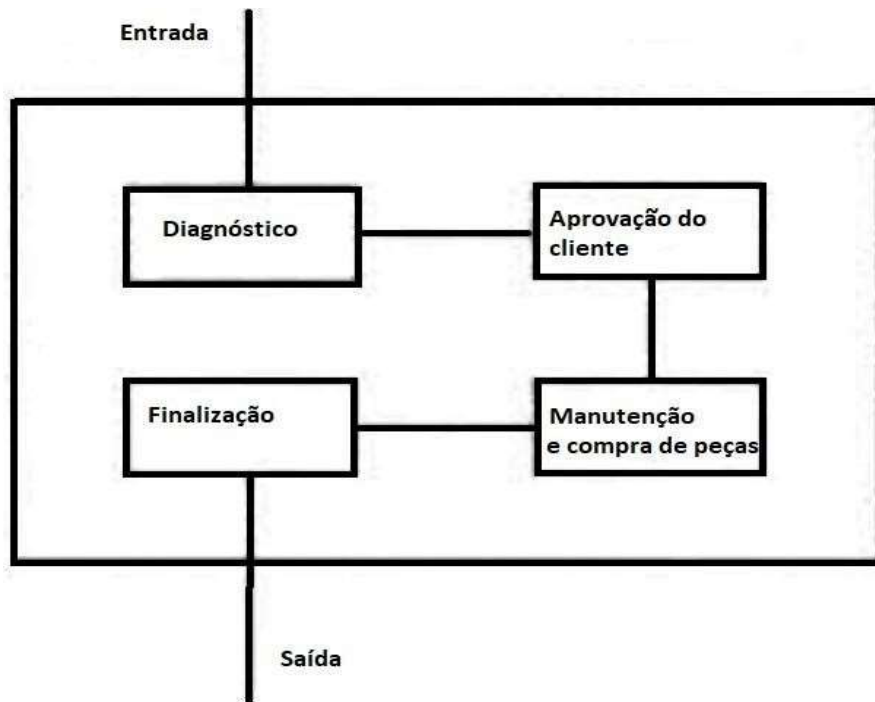 Entrada
Diagnóstico
Aprovação do
cliente
Finalização
Manutenção
e compra de peças
Saída